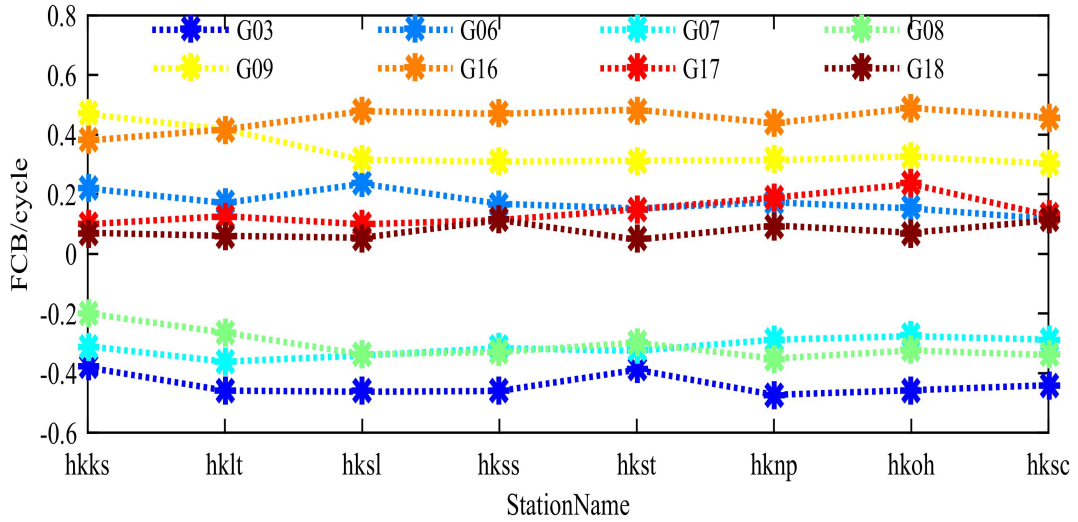 0.8
G03 G06 G07 G08
G09 G16 G17 G18
0.6
0.4
0.2
0
-0.2
-0.4
-0.6
FCB/cycle
hkks hklt hksl hkss hkst hknp hkoh hksc
StationName